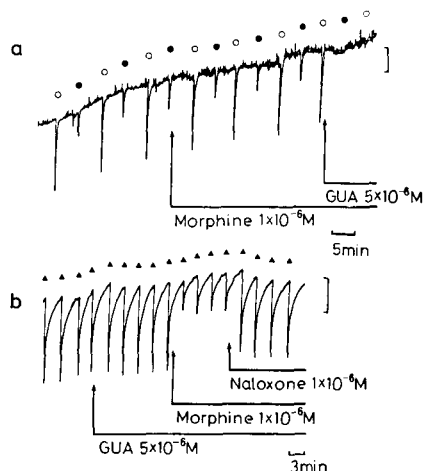 a
GUA 5×10⁻⁶M
Morphine 1×10⁻⁶M
5min
b
Naloxone 1×10⁻⁶M
Morphine 1×10⁻⁶M
GUA 5×10⁻⁶M
3min